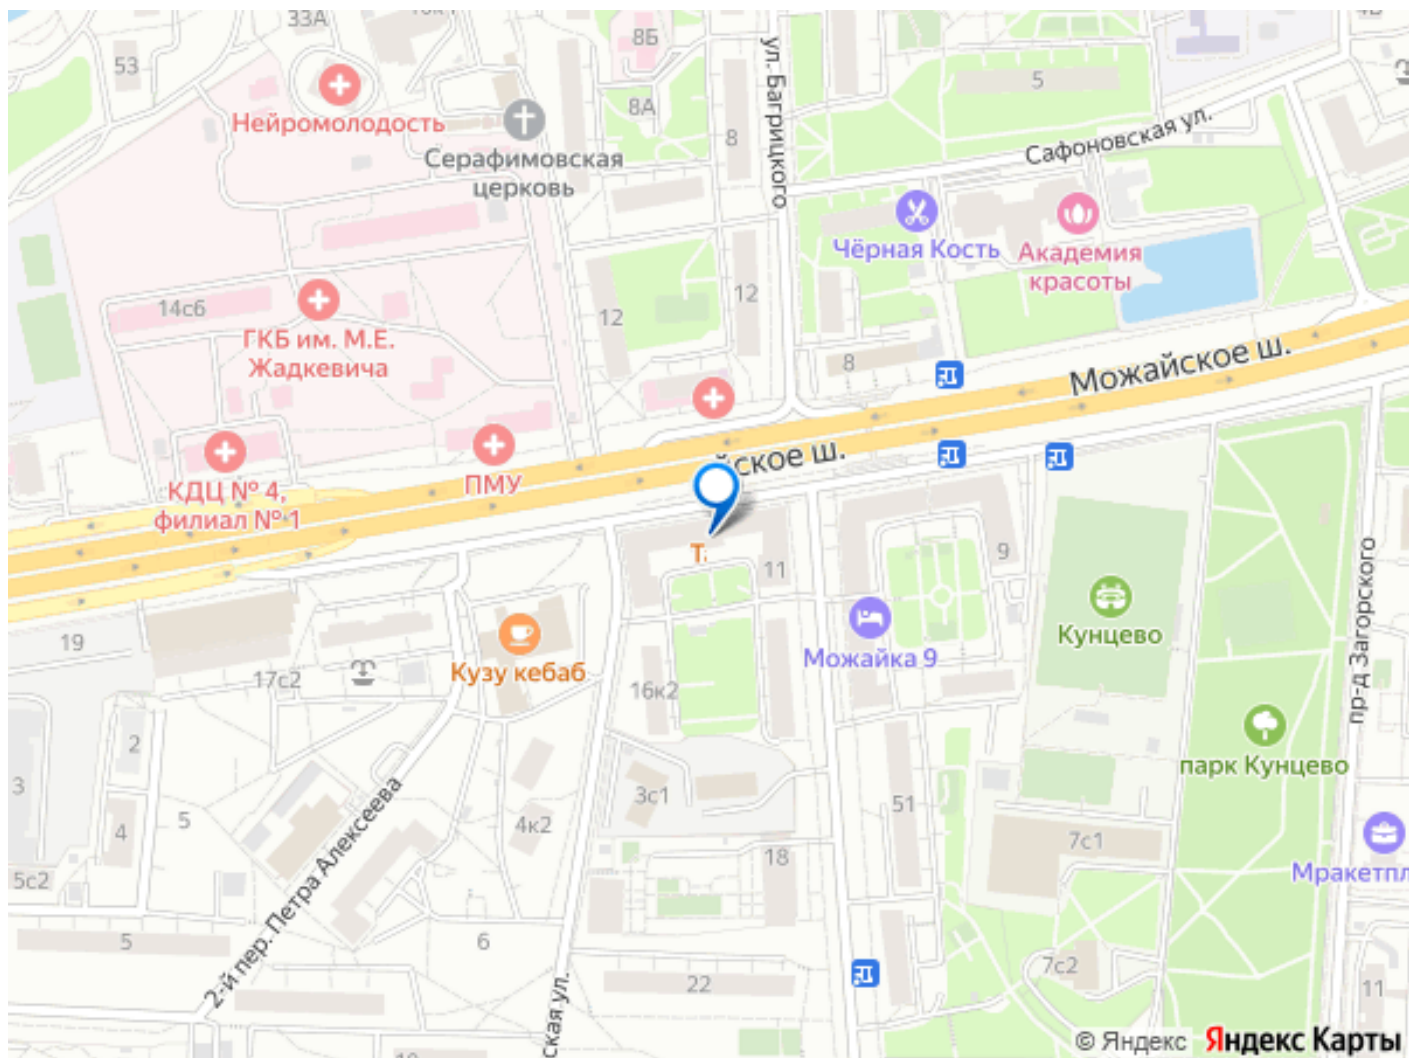 33А
53
8Б
ул. Багрицкого
5
Нейромолодость
8А
8
Серафимовская
церковь
Сафоновская ул.
Чёрная Кость
Академия
красоты
14с6
12
12
ГКБ им. М.Е.
Жадкевича
8
Можайское ш.
йское ш.
ПМУ
КДЦ № 4,
филиал № 1
Т
11
9
19
Кунцево
пр-д Загорского
Можайка 9
Кузу кебаб
17с2
16к2
2
парк Кунцево
3
3с1
51
5
4
4к2
7с1
18
2-й пер. Петра Алексеева
Мракетпл
5с2
5
6
22
7с2
11
ская ул.
© Яндекс
Яндекс Карты